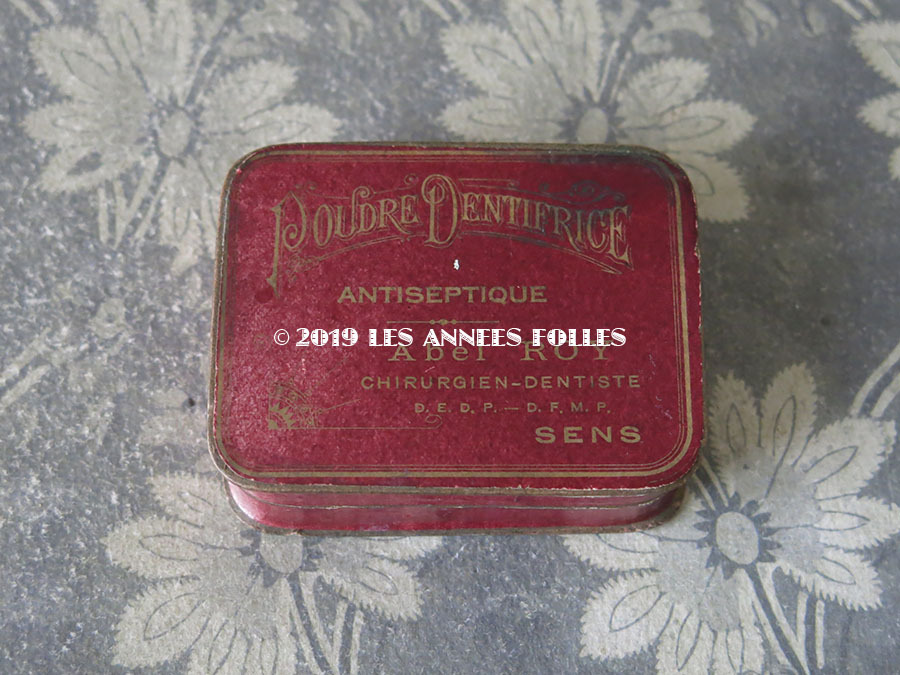 POUDRE DENTIFRICE
ANTISEPTIQUE
© 2019 LES ANNEES FOLLES
Abel ROY
CHIRURGIEN-DENTISTE
D. E. D. P. — D. F. M. P.
SENS